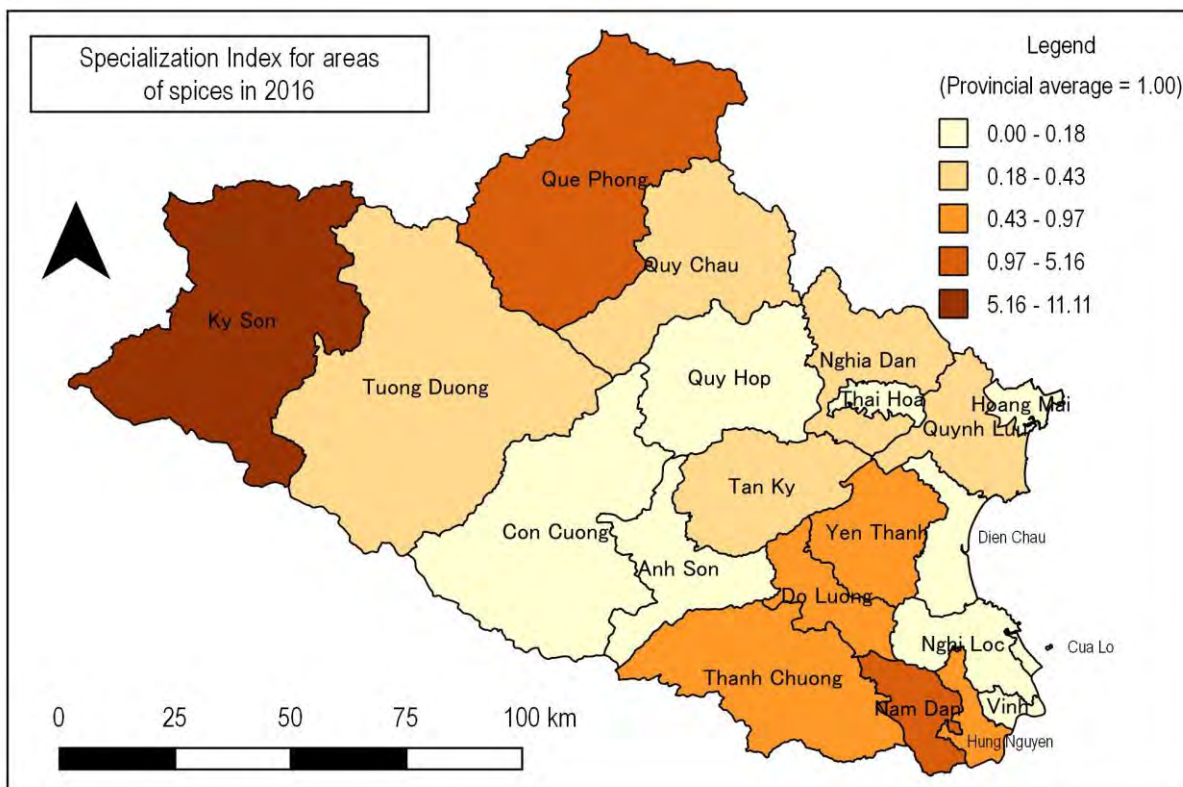 Specialization Index for areas
of spices in 2016
Legend
(Provincial average = 1.00)
0.00 - 0.18
0.18 - 0.43
0.43 - 0.97
0.97 - 5.16
5.16 - 11.11
Que Phong
Quy Chau
Ky Son
Tuong Duong
Quy Hop
Nghia Dan
Thai Hoa
Hoang Mai
Quynh Luu
Tan Ky
Con Cuong
Yen Thanh
Dien Chau
Anh Son
Do Luong
Nghi Loc
Cua Lo
Thanh Chuong
Nam Dan
Vinh
Hung Nguyen
0 25 50 75 100 km